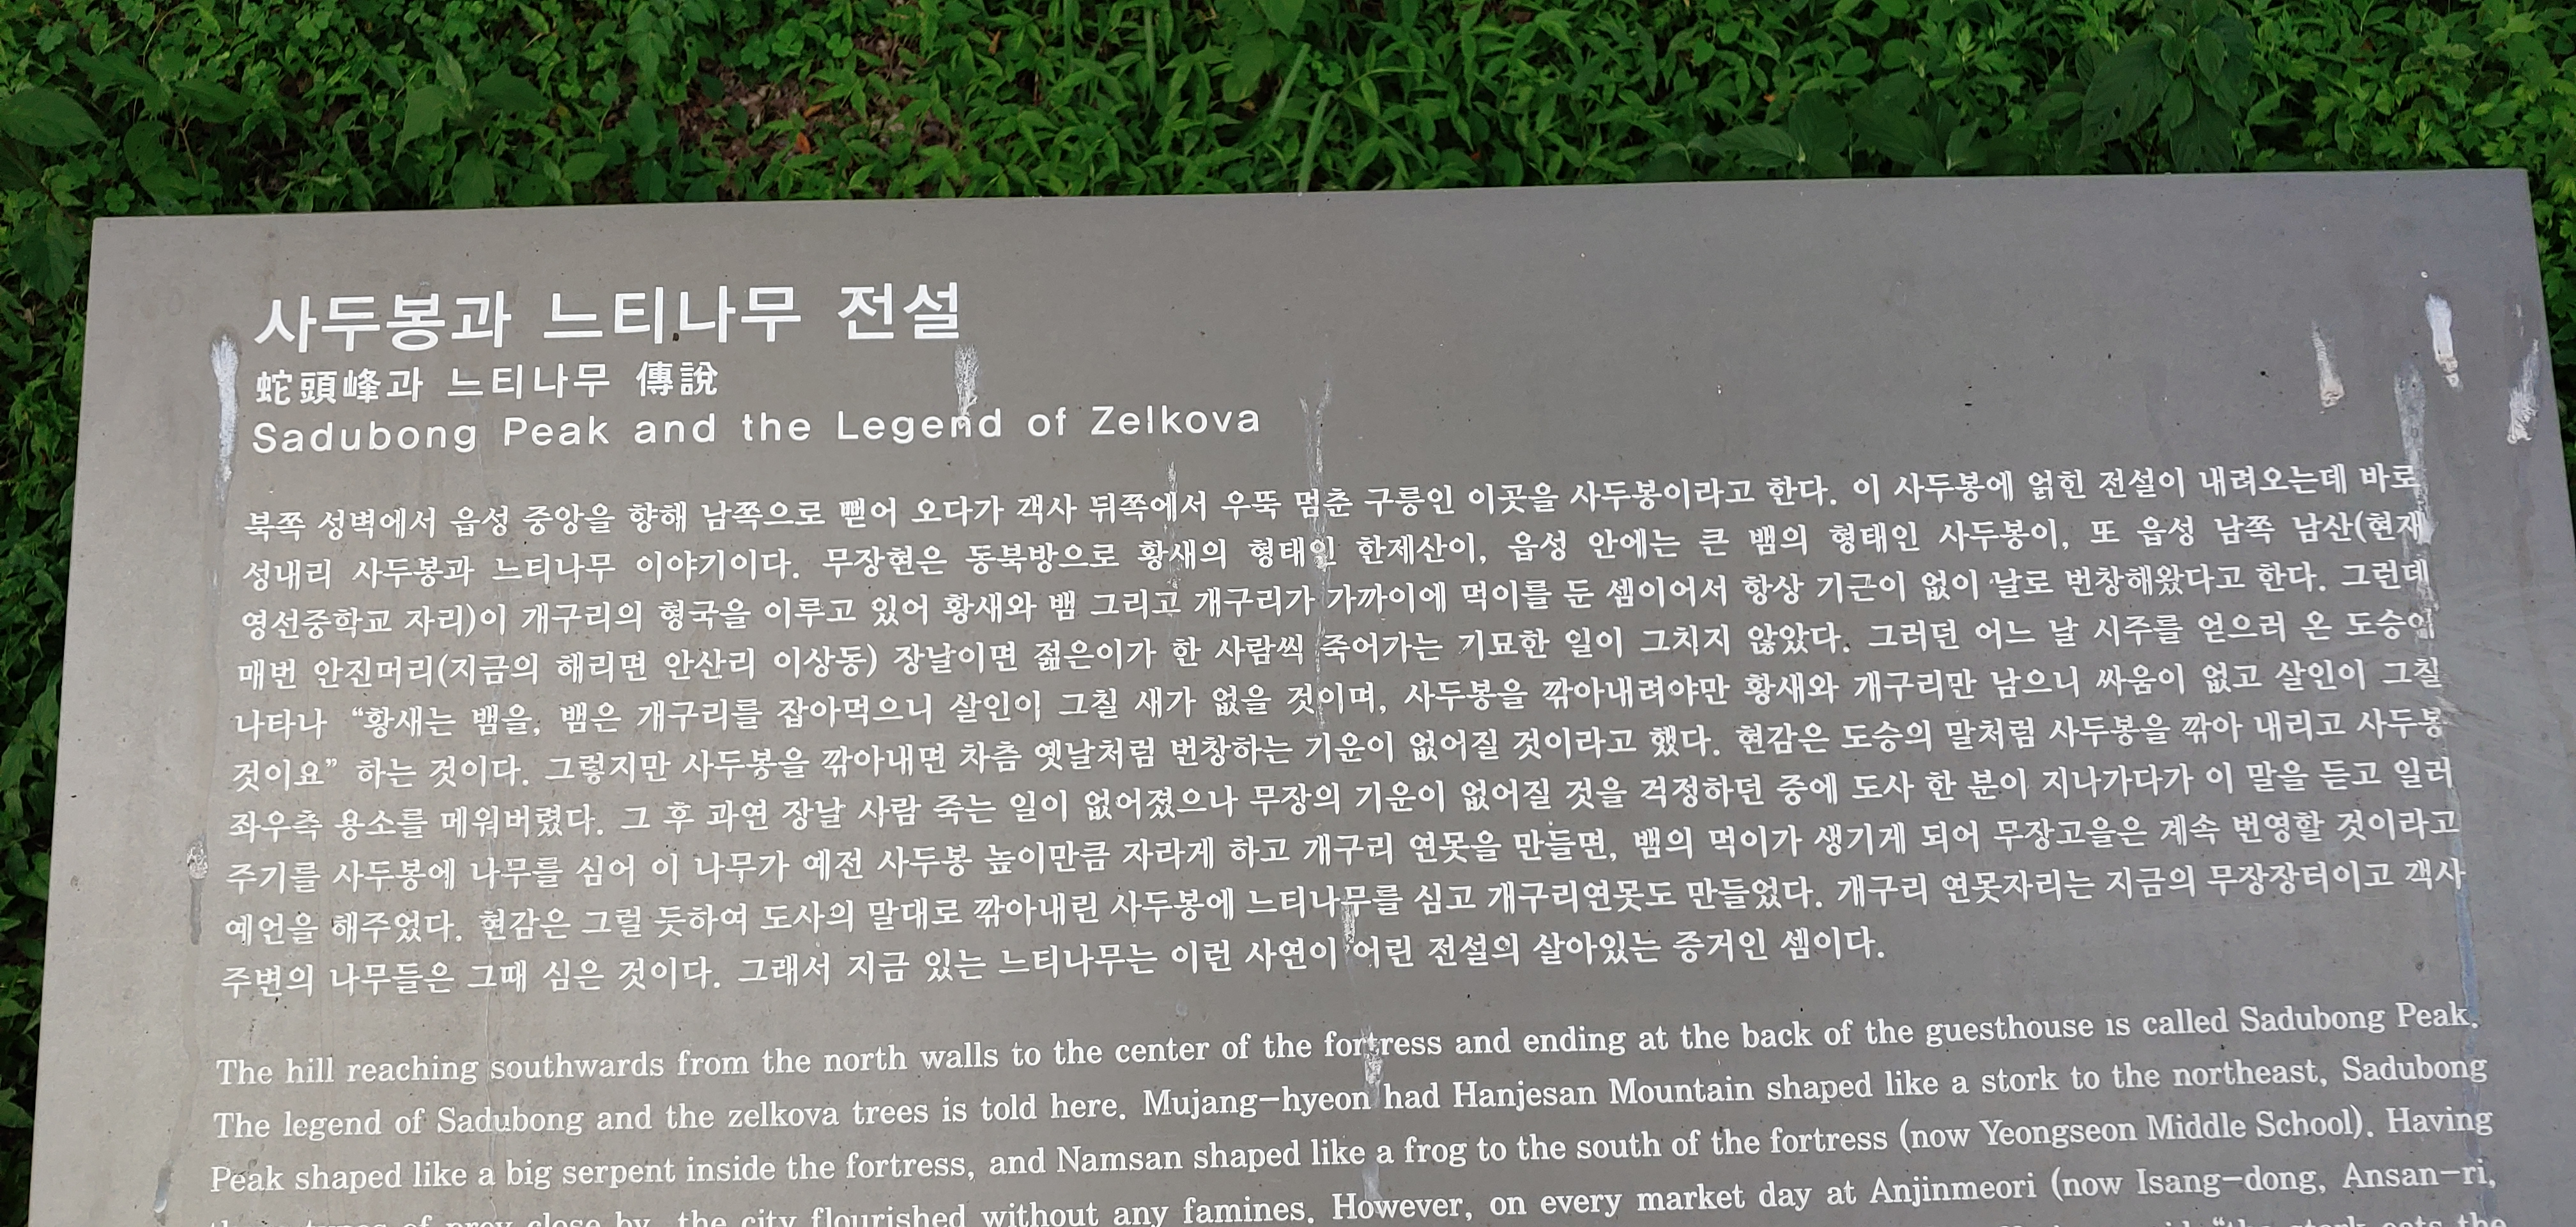 사두봉과 느티나무 전설
蛇頭峰과 느티나무 傳說
Sadubong Peak and the Legend of Zelkova
북쪽 성벽에서 읍성 중앙을 향해 남쪽으로 뻗어 오다가 객사 뒤쪽에서 우뚝 멈춘 구릉인 이곳을 사두봉이라고 한다. 이 사두봉에 얽힌 전설이 내려오는데 바로
성내리 사두봉과 느티나무 이야기이다. 무장현은 동북방으로 황새의 형태인 한제산이, 읍성 안에는 큰 뱀의 형태인 사두봉이, 또 읍성 남쪽 남산(현재
영선중학교 자리)이 개구리의 형국을 이루고 있어 황새와 뱀 그리고 개구리가 가까이에 먹이를 둔 셈이어서 항상 기근이 없이 날로 번창해왔다고 한다. 그런데
매번 안진머리(지금의 해리면 안산리 이상동) 장날이면 젊은이가 한 사람씩 죽어가는 기묘한 일이 그치지 않았다. 그러던 어느 날 시주를 얻으러 온 도승이
나타나 “황새는 뱀을, 뱀은 개구리를 잡아먹으니 살인이 그칠 새가 없을 것이며, 사두봉을 깎아내려야만 황새와 개구리만 남으니 싸움이 없고 살인이 그칠
것이요” 하는 것이다. 그렇지만 사두봉을 깎아내면 차츰 옛날처럼 번창하는 기운이 없어질 것이라고 했다. 현감은 도승의 말처럼 사두봉을 깎아 내리고 사두봉
좌우측 용소를 메워버렸다. 그 후 과연 장날 사람 죽는 일이 없어졌으나 무장의 기운이 없어질 것을 걱정하던 중에 도사 한 분이 지나가다가 이 말을 듣고 일러
주기를 사두봉에 나무를 심어 이 나무가 예전 사두봉 높이만큼 자라게 하고 개구리 연못을 만들면, 뱀의 먹이가 생기게 되어 무장고을은 계속 번영할 것이라고
예언을 해주었다. 현감은 그럴 듯하여 도사의 말대로 깎아내린 사두봉에 느티나무를 심고 개구리연못도 만들었다. 개구리 연못자리는 지금의 무장장터이고 객사
주변의 나무들은 그때 심은 것이다. 그래서 지금 있는 느티나무는 이런 사연이 어린 전설의 살아있는 증거인 셈이다.
The hill reaching southwards from the north walls to the center of the fortress and ending at the back of the guesthouse is called Sadubong Peak.
The legend of Sadubong and the zelkova trees is told here. Mujang-hyeon had Hanjesan Mountain shaped like a stork to the northeast, Sadubong
Peak shaped like a big serpent inside the fortress, and Namsan shaped like a frog to the south of the fortress (now Yeongseon Middle School). Having
of prey close by, the city flourished without any famines. However, on every market day at Anjinmeori (now Isang-dong, Ansan-ri,